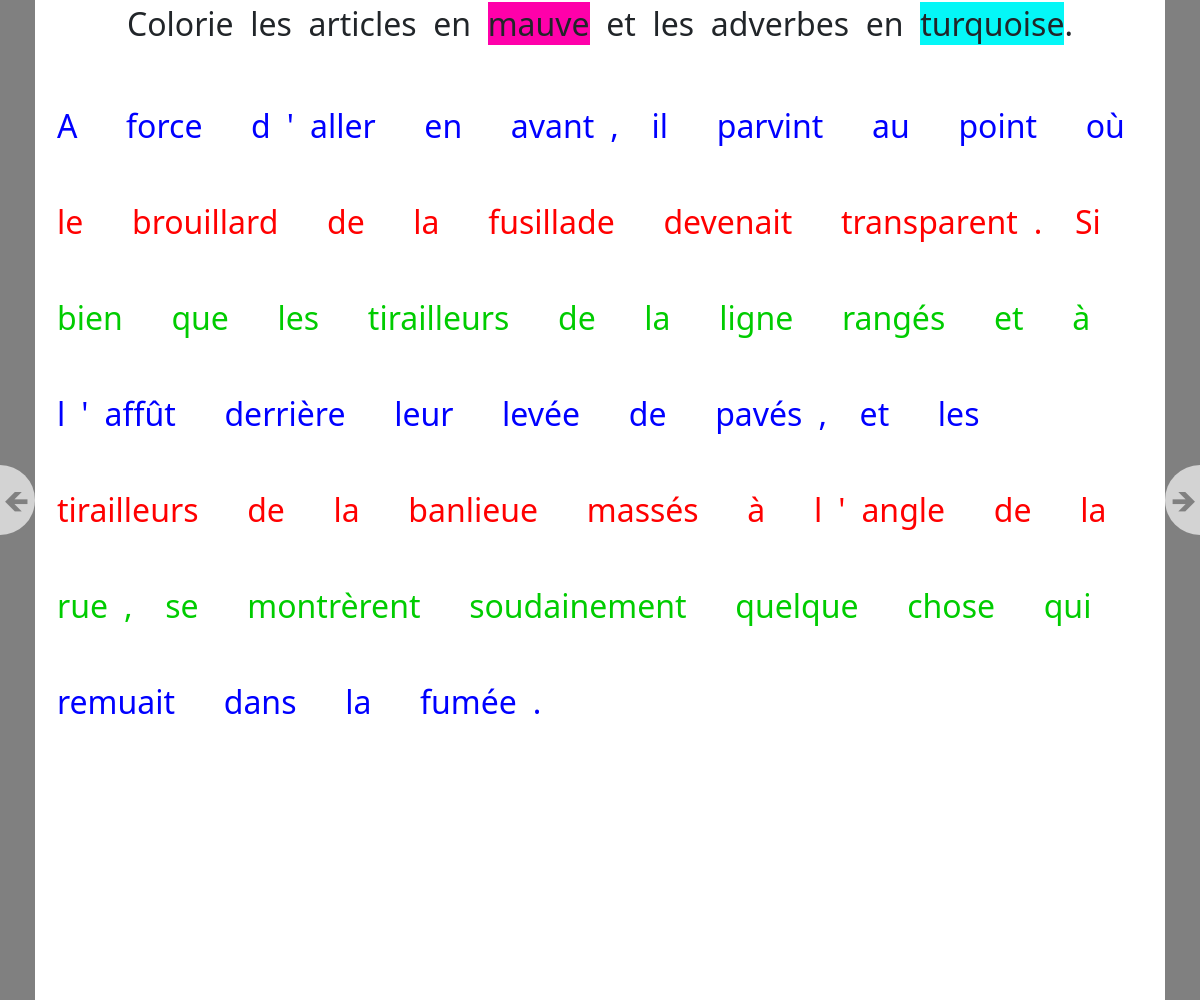 Colorie les articles en mauve et les adverbes en turquoise.
A force d ' aller en avant , il parvint au point où
le brouillard de la fusillade devenait transparent . Si
bien que les tirailleurs de la ligne rangés et à
l ' affût derrière leur levée de pavés , et les
tirailleurs de la banlieue massés à l ' angle de la
rue , se montrèrent soudainement quelque chose qui
remuait dans la fumée .